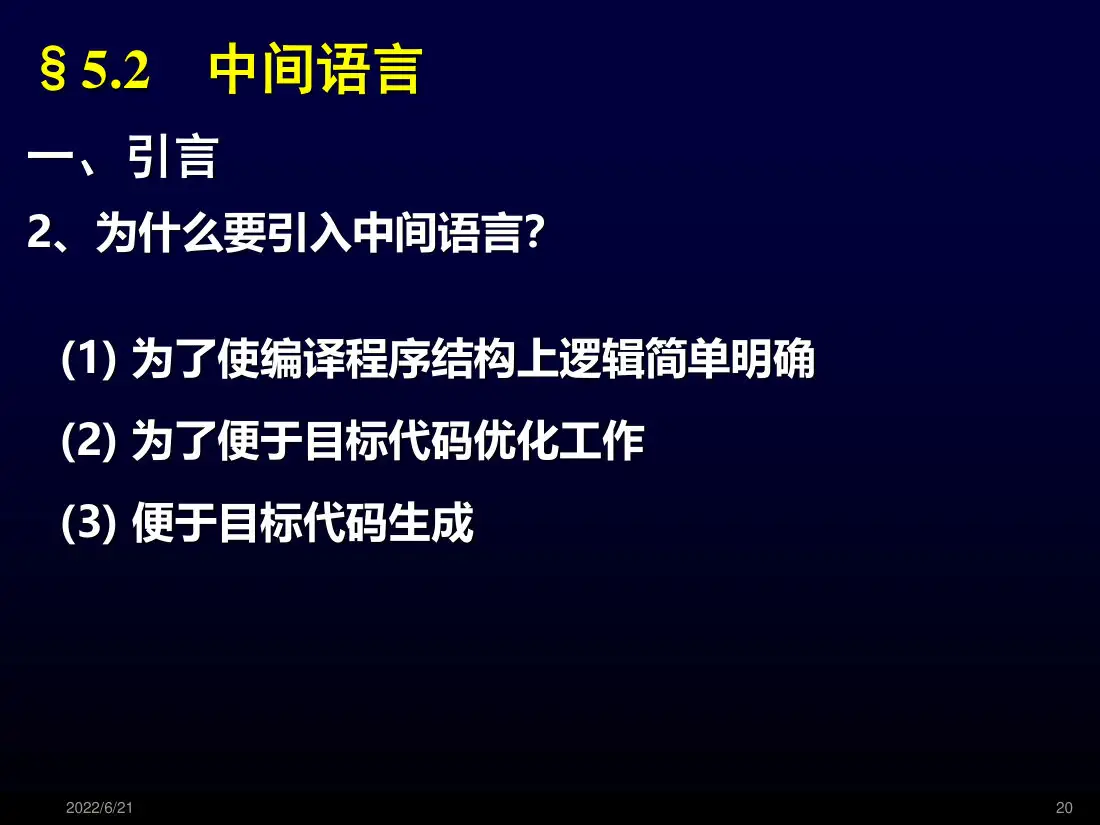 §5.2 中间语言
一、引言
2、为什么要引入中间语言?
(1) 为了使编译程序结构上逻辑简单明确
(2) 为了便于目标代码优化工作
(3) 便于目标代码生成
2022/6/21
20